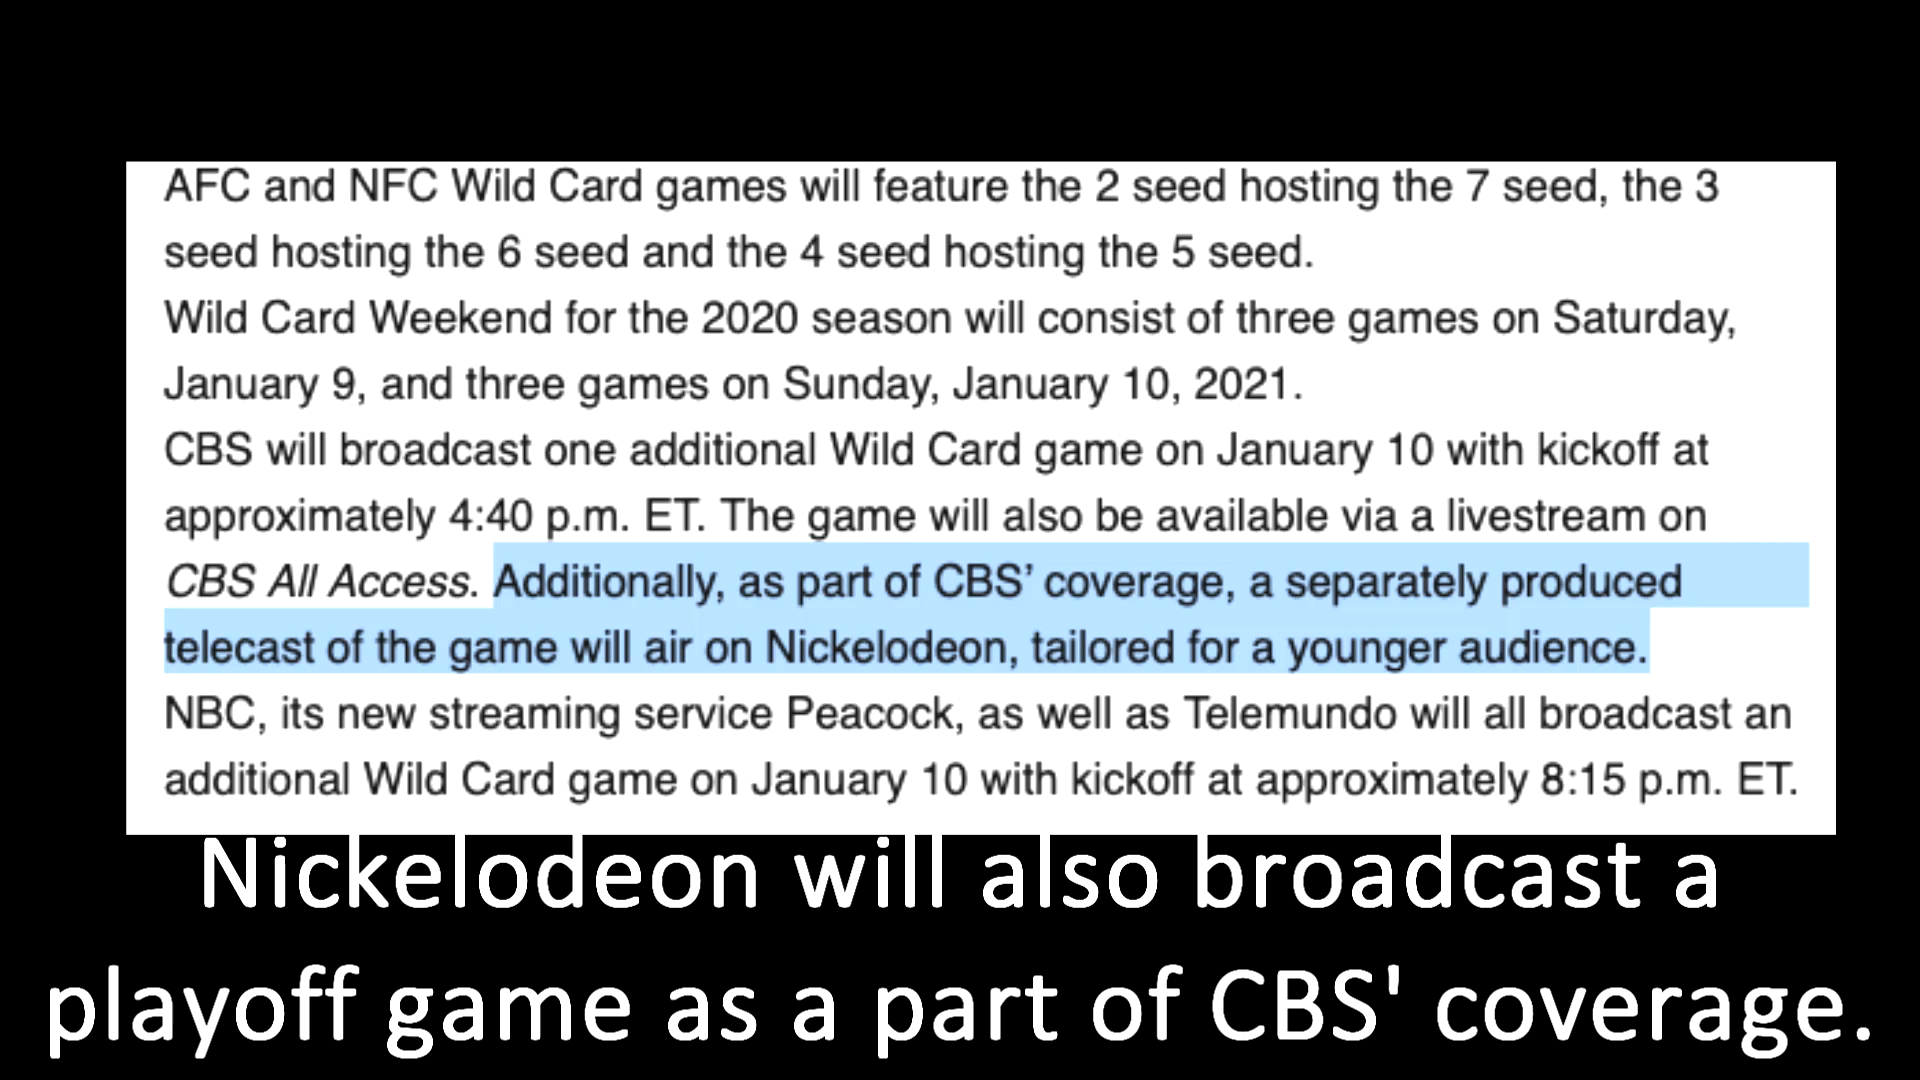 AFC and NFC Wild Card games will feature the 2 seed hosting the 7 seed, the 3
seed hosting the 6 seed and the 4 seed hosting the 5 seed.
Wild Card Weekend for the 2020 season will consist of three games on Saturday,
January 9, and three games on Sunday, January 10, 2021.
CBS will broadcast one additional Wild Card game on January 10 with kickoff at
approximately 4:40 p.m. ET. The game will also be available via a livestream on
CBS All Access. Additionally, as part of CBS’ coverage, a separately produced
telecast of the game will air on Nickelodeon, tailored for a younger audience.
NBC, its new streaming service Peacock, as well as Telemundo will all broadcast an
additional Wild Card game on January 10 with kickoff at approximately 8:15 p.m. ET.
Nickelodeon will also broadcast a
playoff game as a part of CBS' coverage.